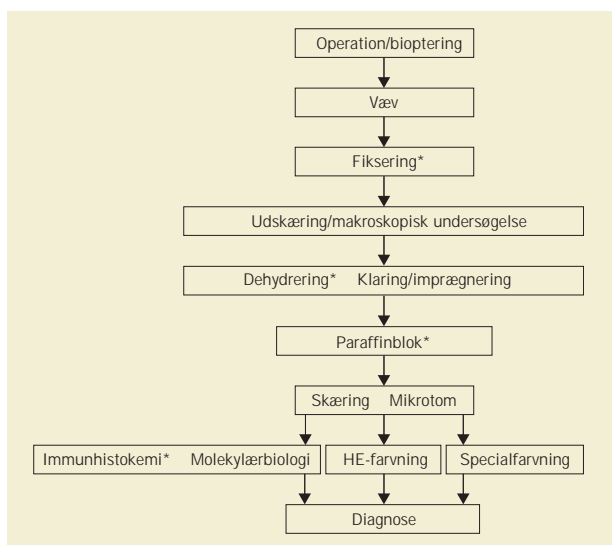 Operation/bioptering
Væv
Fiksering*
Udskæring/makroskopisk undersøgelse
Dehydrering* Klaring/imprægnering
Paraffinblok*
Skæring Mikrotom
Immunhistokemi* Molekylærbiologi HE-farvning Specialfarvning
Diagnose